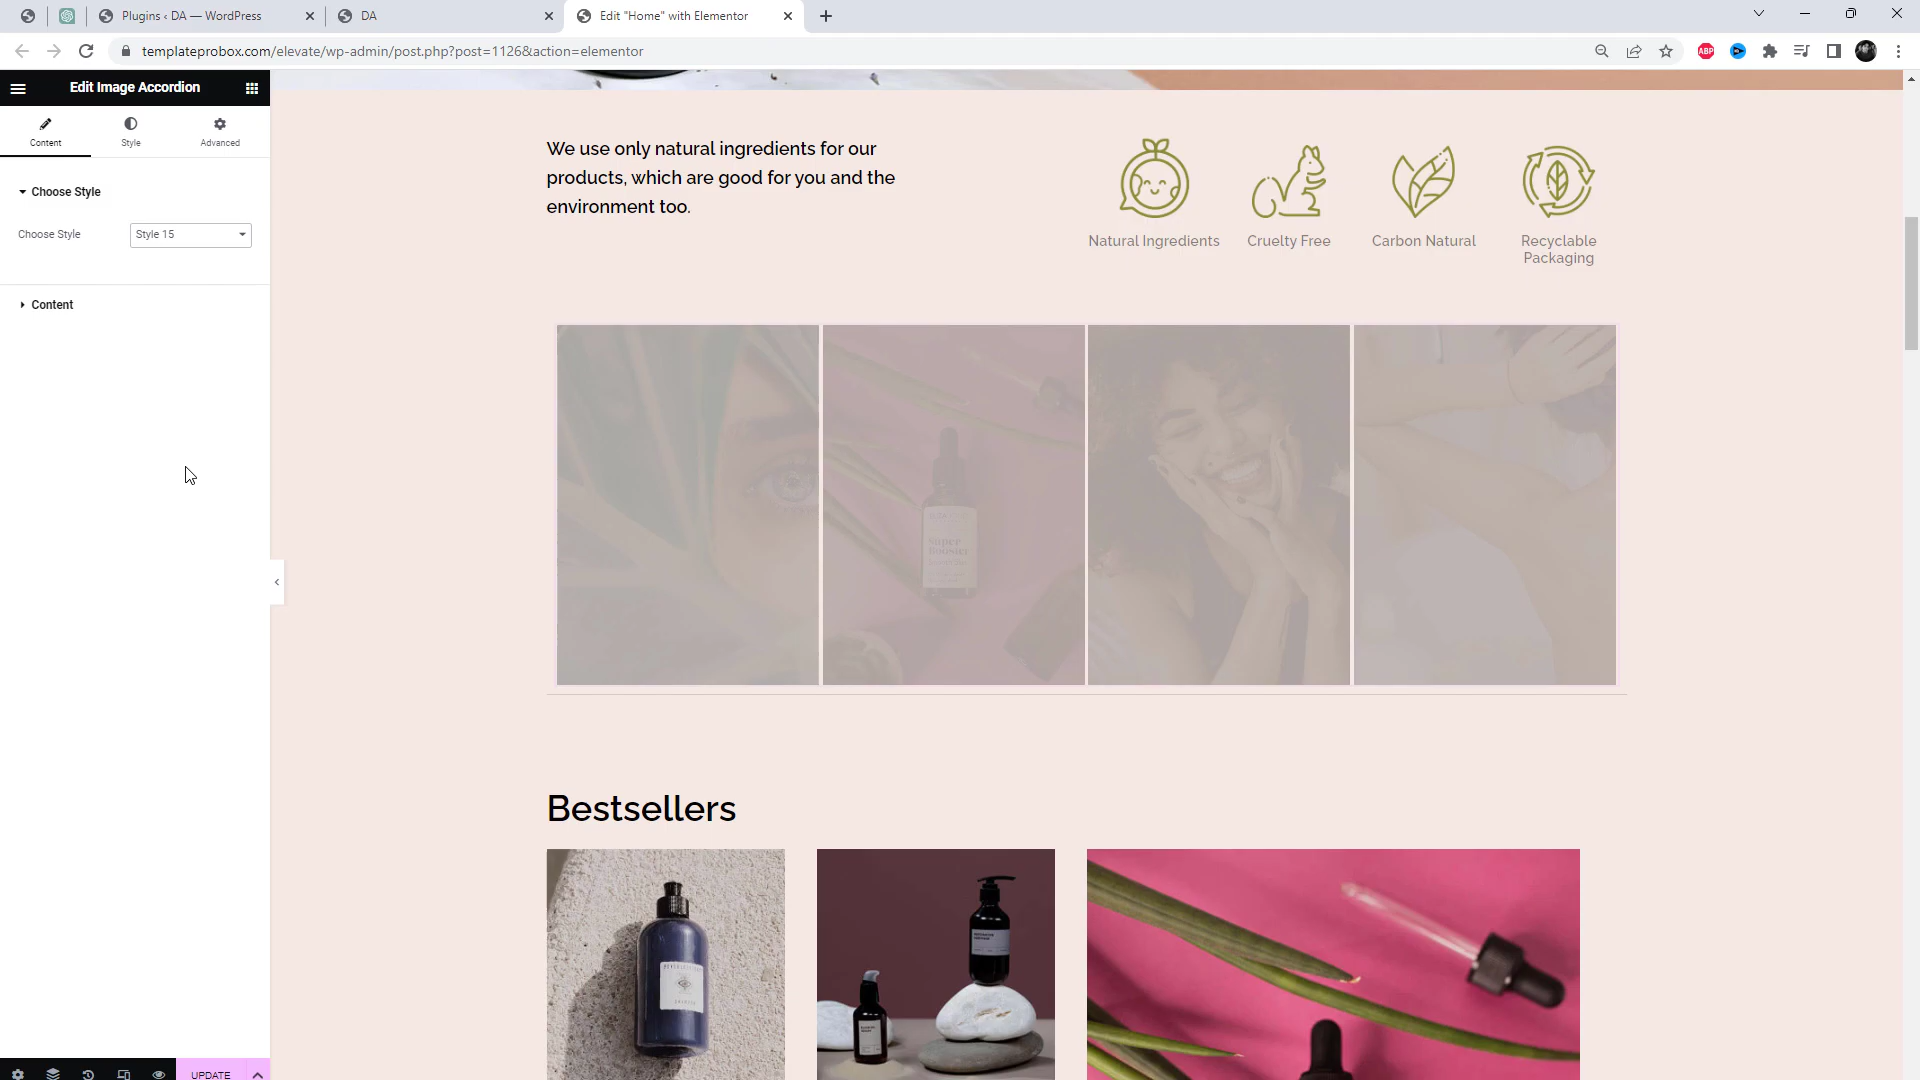 Plugins ‹ DA — WordPress
DA
Edit "Home" with Elementor
templateprobox.com/elevate/wp-admin/post.php?post=1126&action=elementor
ABP
Edit Image Accordion
Content
Style
Advanced
Choose Style
Choose Style
Style 15
Content
UPDATE
We use only natural ingredients for our
products, which are good for you and the
environment too.
Natural Ingredients
Cruelty Free
Carbon Natural
Recyclable
Packaging
Super
Booster
Bestsellers